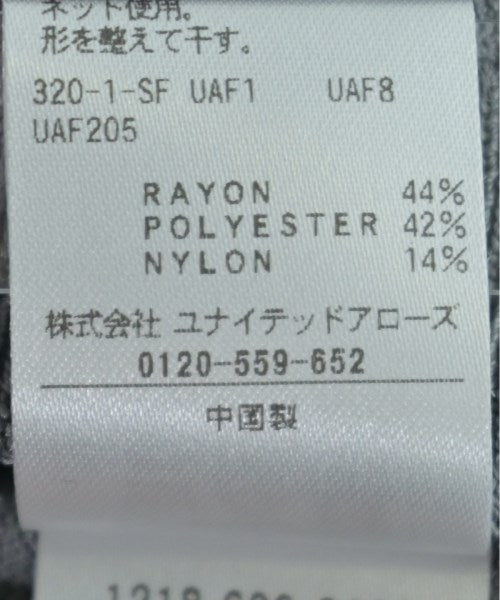 ネット使用。
形を整えて干す。
320-1-SF UAF1 UAF8
UAF205
RAYON 44%
POLYESTER 42%
NYLON 14%
株式会社 ユナイテッドアローズ
0120-559-652
中国製